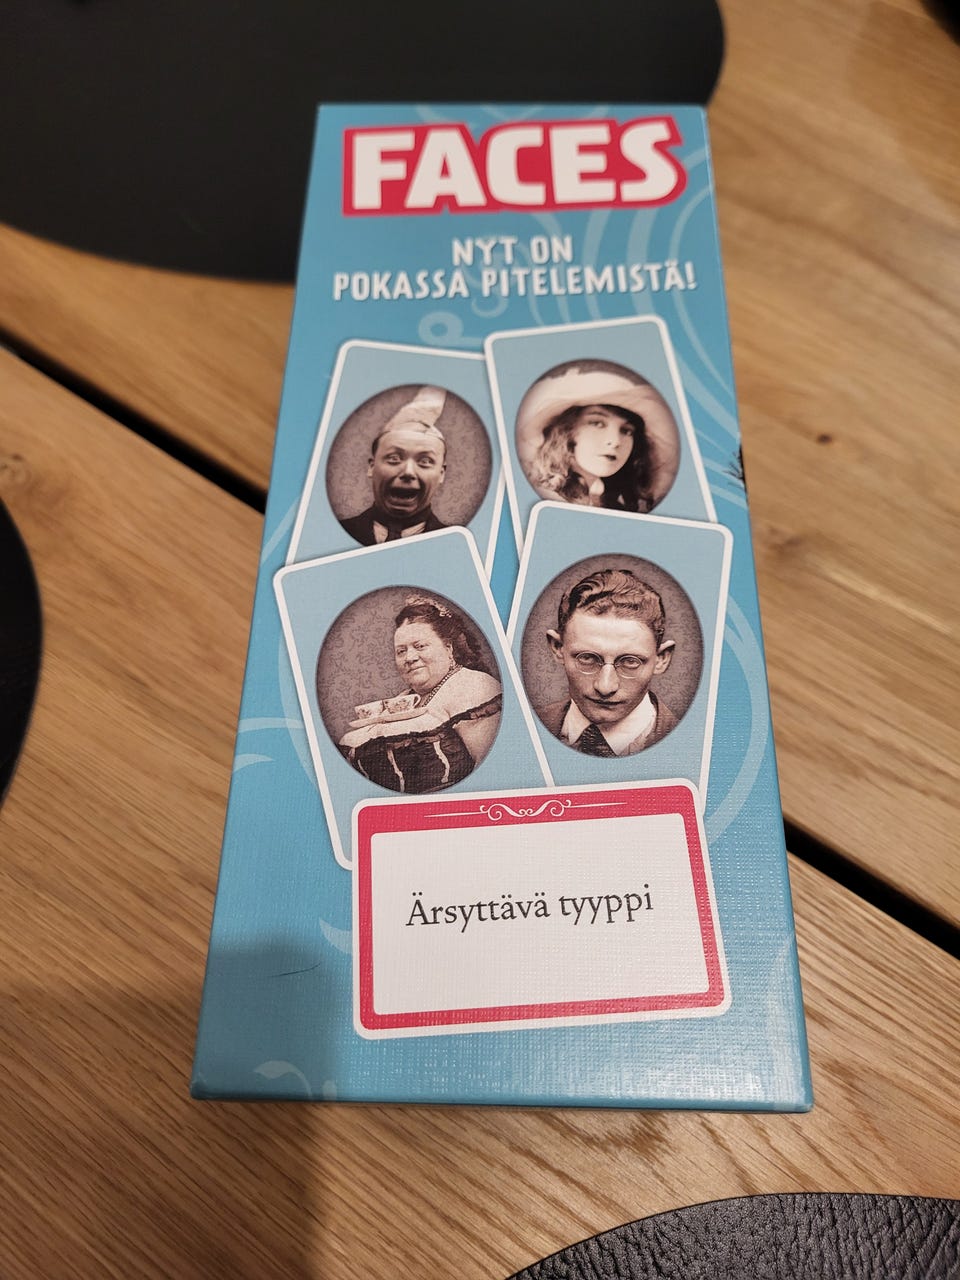 FACES
NYT ON
POKASSA PITELEMISTÄ!
Ärsyttävä tyyppi